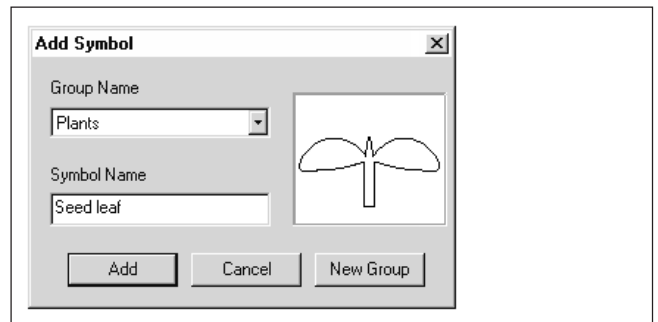 Add Symbol
Group Name
Plants
Symbol Name
Seed leaf
Add Cancel New Group